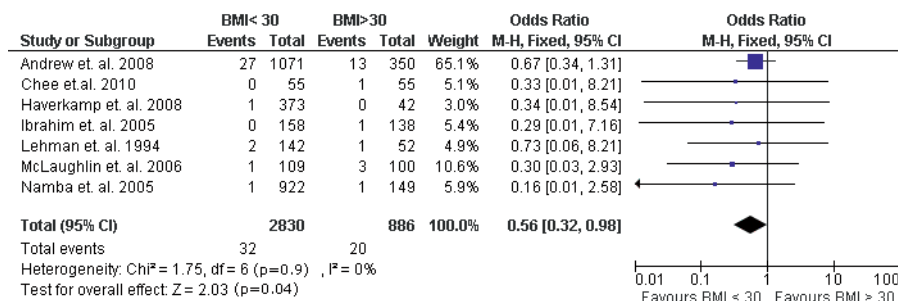 BMI< 30 BMI>30 Odds Ratio Odds Ratio
Study or Subgroup Events Total Events Total Weight M-H, Fixed, 95% CI M-H, Fixed, 95% CI
Andrew et. al. 2008 27 1071 13 350 65.1% 0.67 [0.34, 1.31]
Chee et.al. 2010 0 55 1 55 5.2% 0.33 [0.01, 8.21]
Haverkamp et. al. 2008 1 373 0 42 3.0% 0.34 [0.01, 8.54]
Ibrahim et. al. 2005 0 158 1 138 5.4% 0.29 [0.01, 7.16]
Lehman et. al. 1994 2 142 1 52 4.9% 0.73 [0.06, 8.21]
McLaughlin et. al. 2006 1 109 3 100 10.6% 0.30 [0.03, 2.93]
Namba et. al. 2005 1 922 1 149 5.9% 0.16 [0.01, 2.58]
Total (95% CI) 2830 886 100.0% 0.56 [0.32, 0.98]
Total events 32 20
Heterogeneity: Chi² = 1.75, df = 6 (p=0.9) , I² = 0%
Test for overall effect: Z = 2.03 (p=0.04)
0.01 0.1 1 10 100
Favours BMI < 30 Favours BMI > 30